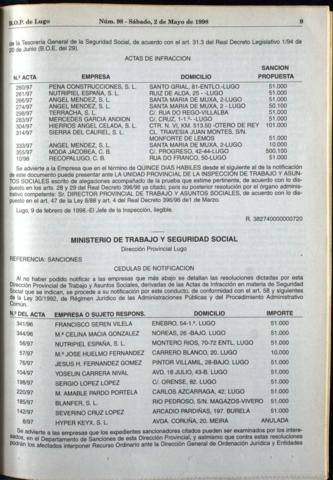 B.O.P. de Lugo Núm. 98 - Sábado, 2 de Mayo de 1998 9
de la Tesorería General de la Seguridad Social, de acuerdo con el art. 31.3 del Real Decreto Legislativo 1/94 de
20 de Junio (B.O.E. del 29).
ACTAS DE INFRACCION
SANCION
N.º ACTA EMPRESA DOMICILIO PROPUESTA
260/97 PENA CONSTRUCCIONES, S. L. SANTO GRIAL, 81-ENTLO.-LUGO 51.000
261/97 NUTRIPIEL ESPAÑA, S. L. RUIZ DE ALDA, 25 - LUGO 51.000
266/97 ANGEL MENDEZ, S. L. SANTA MARIA DE MUXA, 2-LUGO 51.000
274/97 ANGEL MENDEZ, S. L. SANTA MARIA DE MUXA, 2 - LUGO 50.100
298/97 TERRACHA, S. L. C/ RUA DO REGO-VILLALBA 51.000
283/97 MERCEDES GARCIA ANDION C/. CRUZ, 1-1.º- LUGO 51.000
304/97 HIERROS ANGEL CELADA, S. L. CTR. N. VI, KM. 513.50 -OTERO DE REY 101.000
314/97 SIERRA DEL CAUREL, S. L. CL. TRAVESIA JUAN MONTES, S/N.
MONFORTE DE LEMOS 51.000
333/97 ANGEL MENDEZ, S. L. SANTA MARIA DE MUXA, 2-LUGO 10.000
355/97 MODA JACOBEA, C. B. C/. PROGRESO, 42-44-LUGO 500.100
10/98 RECOPALUGO, C. B. RUA DO FRANCO, 50-LUGO 51.000
Se advierte a la Empresa que en el término de QUINCE DIAS HABILES desde el siguiente al de la notificación
de este documento puede presentar ante LA UNIDAD PROVINCIAL DE LA INSPECCION DE TRABAJO Y ASUN-
TOS SOCIALES escrito de alegaciones acompañado de la prueba que estime pertinente, de acuerdo con lo dis-
puesto en los arts. 28 y 29 del Real Decreto 396/96 ya citado, para su posterior resolución por el órgano adminis-
trativo competente: Sr. DIRECTOR PROVINCIAL DE TRABAJO Y ASUNTOS SOCIALES, de acuerdo con lo dis-
puesto en el art. 47 de la Ley 8/88 y art. 4 del Real Decreto 396/96 de 1 de Marzo.
Lugo, 9 de febrero de 1998.-El Jefe de la Inspección, ilegible.
R. 382740000000720
MINISTERIO DE TRABAJO Y SEGURIDAD SOCIAL
Dirección Provincial Lugo
REFERENCIA: SANCIONES
CEDULAS DE NOTIFICACION
Al no haber podido notificar a las empresas que más abajo se detallan las resoluciones dictadas por esta
Dirección Provincial de Trabajo y Asuntos Sociales, derivadas de las Actas de Infracción en materia de Seguridad
Social que se indican, se procede a su notificación por este conducto, de conformidad con el art. 58 y siguientes
de la Ley 30/1992, de Régimen Jurídico de las Administraciones Públicas y del Procedimiento Administrativo
Común.
N.º DEL ACTA EMPRESA O SUJETO RESPONS. DOMICILIO IMPORTE
341/96 FRANCISCO SEREN VILELA ENEBRO, 54-1.º. LUGO 51.000
344/96 M.ª CELINA MACIA GONZALEZ NOREAS, 26 -BAJO. LUGO 51.000
56/97 NUTRIPIEL ESPAÑA, S. L. MONTERO RIOS, 70-72 ENTL. LUGO 51.000
57/97 M.ª JOSE HUELMO FERNANDEZ CARRERO BLANCO, 20. LUGO 10.000
76/97 JESUS H. FERNANDEZ GOMEZ PINTOR VILLAMIL, 28-BAJO. LUGO 51.000
104/97 YOSELIN CARRERA NIVAL AVD. 18 JULIO, 43-B. LUGO 51.000
198/97 SERGIO LOPEZ LOPEZ C/. ORENSE, 82. LUGO 51.000
220/97 M. AMABLE PARDO PORTELA CARLOS AZCARRAGA, 42. LUGO 51.000
185/97 BLANFER, S. L. RIO PEDROSO, S/N. MAGAZOS-VIVERO 51.000
142/97 SEVERINO CRUZ LOPEZ ARCADIO PARDIÑAS, 197. BURELA 51.000
8/97 HYPER KEYX, S. L. AVDA. CORUÑA, 20. MEIRA ANULADA
Se advierte a las empresas que los expedientes sancionadores citados pueden ser examinados por los intere-
sados, en el Departamento de Sanciones de esta Dirección Provincial, y asimismo que contra estas resoluciones
podrán los afectados interponer Recurso Ordinario ante la Dirección General de Ordenación Jurídica y Entidades